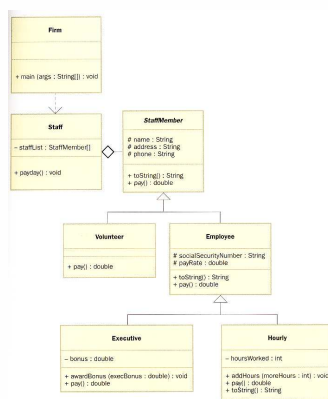 Firm
+ main (args : String[]) : void
Staff
– staffList : StaffMember[]
+ payday() : void
StaffMember
# name : String
# address : String
# phone : String
+ toString() : String
+ pay() : double
Volunteer
+ pay() : double
Employee
# socialSecurityNumber : String
# payRate : double
+ toString() : String
+ pay() : double
Executive
– bonus : double
+ awardBonus (execBonus : double) : void
+ pay() : double
Hourly
– hoursWorked : int
+ addHours (moreHours : int) : void
+ pay() : double
+ toString() : String